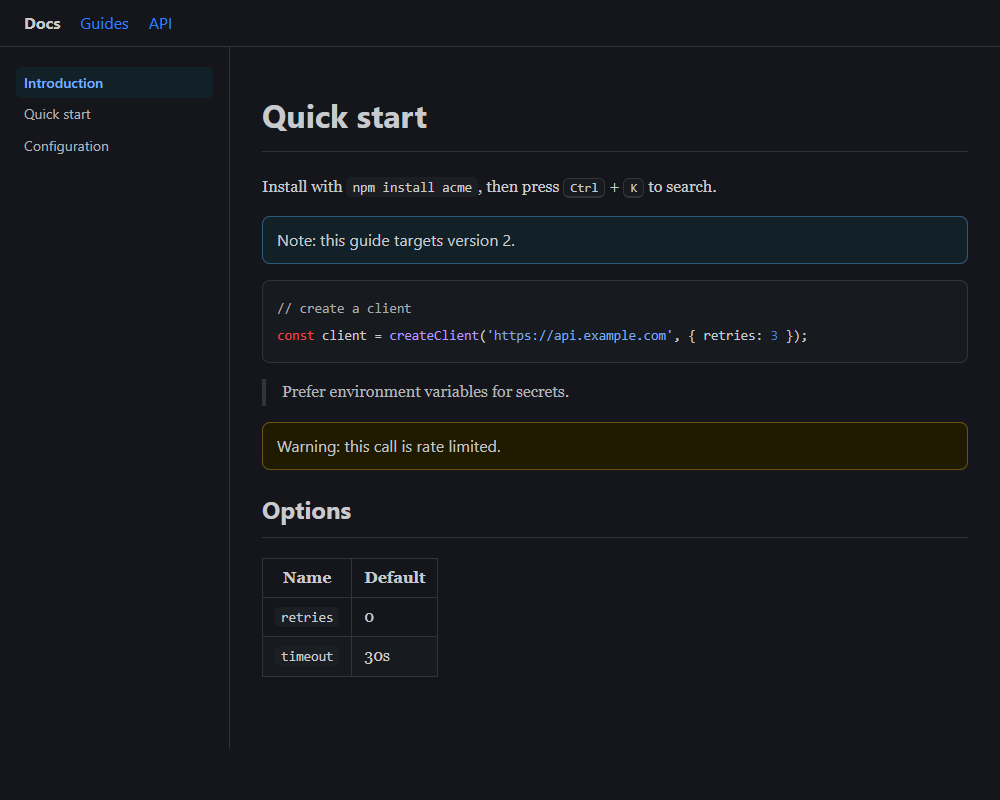 Docs Guides API
Introduction
Quick start
Configuration
Quick start
Install with npm install acme, then press Ctrl + K to search.
Note: this guide targets version 2.
// create a client
const client = createClient('https://api.example.com', { retries: 3 });
Prefer environment variables for secrets.
Warning: this call is rate limited.
Options
Name Default
retries 0
timeout 30s